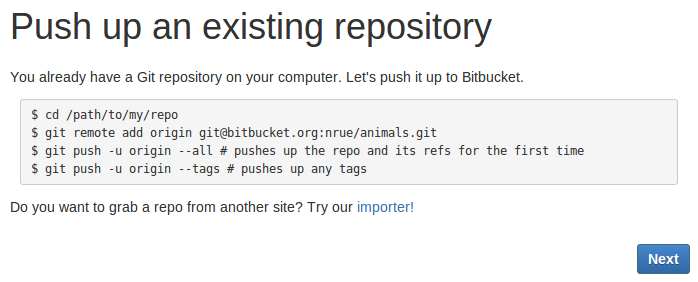 Push up an existing repository
You already have a Git repository on your computer. Let's push it up to Bitbucket.
$ cd /path/to/my/repo
$ git remote add origin git@bitbucket.org:nrue/animals.git
$ git push -u origin --all # pushes up the repo and its refs for the first time
$ git push -u origin --tags # pushes up any tags
Do you want to grab a repo from another site? Try our importer!
Next